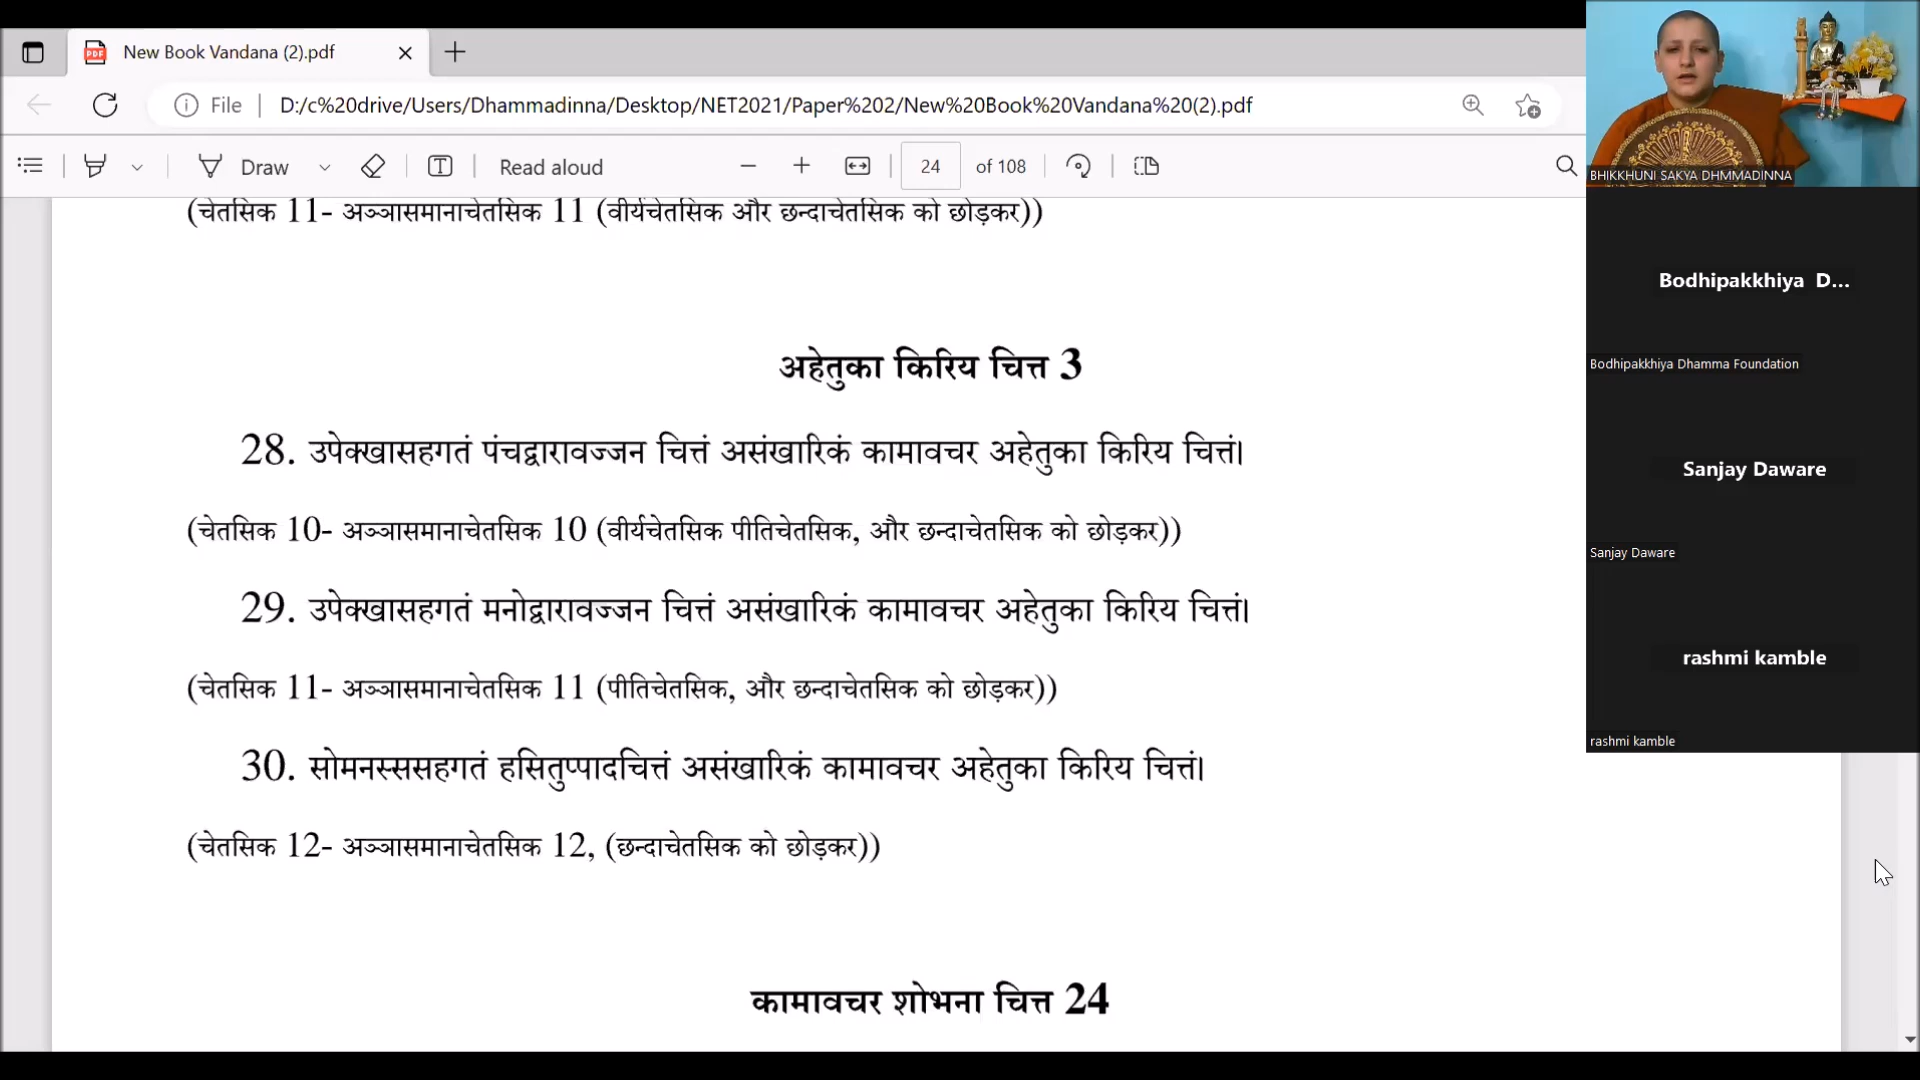 New Book Vandana (2).pdf
File | D:/c%20drive/Users/Dhammadinna/Desktop/NET2021/Paper%202/New%20Book%20Vandana%20(2).pdf
Draw
Read aloud
24 of 108
(चेतसिक 11- अञ्ञासमानाचेतसिक 11 (वीर्यचेतसिक और छन्दाचेतसिक को छोड़कर))
अहेतुका किरिय चित्त 3
28. उपेक्खासहगतं पंचद्वारावज्जन चित्तं असंखारिकं कामावचर अहेतुका किरिय चित्तं।
(चेतसिक 10- अञ्ञासमानाचेतसिक 10 (वीर्यचेतसिक पीतिचेतसिक, और छन्दाचेतसिक को छोड़कर))
29. उपेक्खासहगतं मनोद्वारावज्जन चित्तं असंखारिकं कामावचर अहेतुका किरिय चित्तं।
(चेतसिक 11- अञ्ञासमानाचेतसिक 11 (पीतिचेतसिक, और छन्दाचेतसिक को छोड़कर))
30. सोमनस्ससहगतं हसितुप्पादचित्तं असंखारिकं कामावचर अहेतुका किरिय चित्तं।
(चेतसिक 12- अञ्ञासमानाचेतसिक 12, (छन्दाचेतसिक को छोड़कर))
कामावचर शोभना चित्त 24
BHIKKHUNI SAKYA DHMMADINNA
Bodhipakkhiya D...
Bodhipakkhiya Dhamma Foundation
Sanjay Daware
Sanjay Daware
rashmi kamble
rashmi kamble